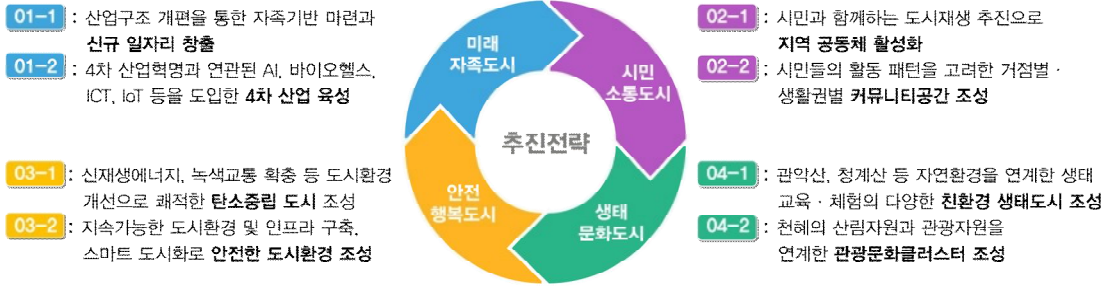 01-1 : 산업구조 개편을 통한 자족기반 마련과
신규 일자리 창출
01-2 : 4차 산업혁명과 연관된 AI, 바이오헬스,
ICT, IoT 등을 도입한 4차 산업 육성
02-1 : 시민과 함께하는 도시재생 추진으로
지역 공동체 활성화
02-2 : 시민들의 활동 패턴을 고려한 거점별 ·
생활권별 커뮤니티공간 조성
미래
자족도시
시민
소통도시
추진전략
안전
행복도시
생태
문화도시
03-1 : 신재생에너지, 녹색교통 확충 등 도시환경
개선으로 쾌적한 탄소중립 도시 조성
03-2 : 지속가능한 도시환경 및 인프라 구축,
스마트 도시화로 안전한 도시환경 조성
04-1 : 관악산, 청계산 등 자연환경을 연계한 생태
교육 · 체험의 다양한 친환경 생태도시 조성
04-2 : 천혜의 산림자원과 관광자원을
연계한 관광문화클러스터 조성